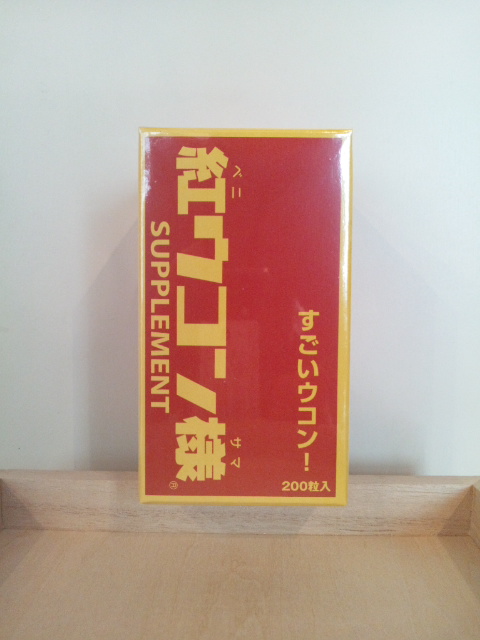 すごいウコン！
紅ウコン様
ベニ
サマ
®
SUPPLEMENT
200粒入